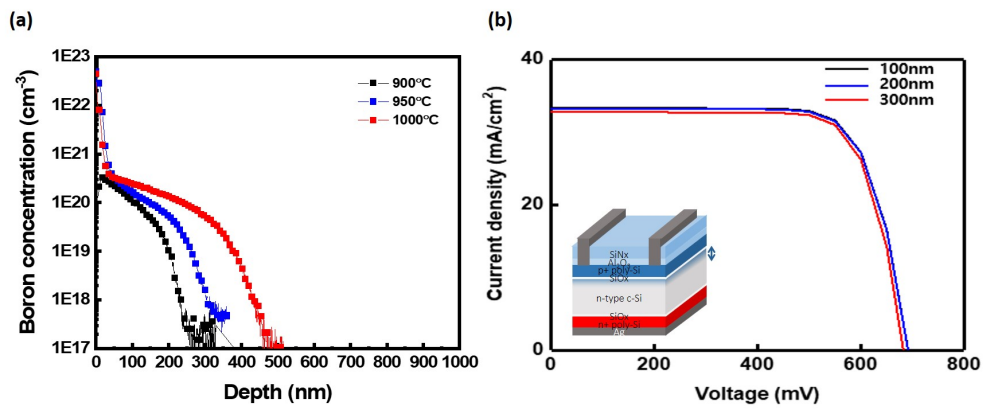 (a)
(b)
1E23
1E22
1E21
1E20
1E19
1E18
1E17
Boron concentration (cm⁻³)
900°C
950°C
1000°C
0 100 200 300 400 500 600 700 800 900 1000
Depth (nm)
40
20
0
Current density (mA/cm²)
100nm
200nm
300nm
SiNx
Al₂O₃
p+ poly-Si
SiOx
n-type c-Si
SiOx
n+ poly-Si
Ag
0 200 400 600 800
Voltage (mV)